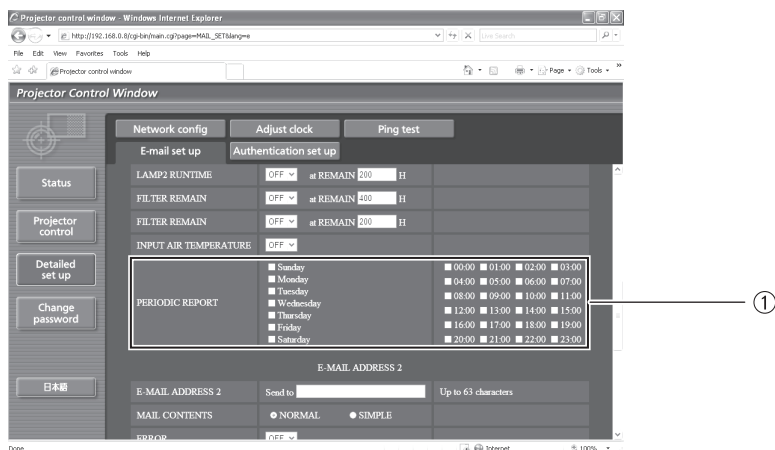 Projector control window - Windows Internet Explorer
http://192.168.0.8/cgi-bin/main.cgi?page=MAIL_SET&lang=e
Live Search
File Edit View Favorites Tools Help
Projector control window
Page Tools
Projector Control Window
Network config Adjust clock Ping test
E-mail set up Authentication set up
Status
Projector control
Detailed set up
Change password
日本語
LAMP2 RUNTIME OFF at REMAIN 200 H
FILTER REMAIN OFF at REMAIN 400 H
FILTER REMAIN OFF at REMAIN 200 H
INPUT AIR TEMPERATURE OFF
PERIODIC REPORT
Sunday
Monday
Tuesday
Wednesday
Thursday
Friday
Saturday
00:00 01:00 02:00 03:00
04:00 05:00 06:00 07:00
08:00 09:00 10:00 11:00
12:00 13:00 14:00 15:00
16:00 17:00 18:00 19:00
20:00 21:00 22:00 23:00
①
E-MAIL ADDRESS 2
E-MAIL ADDRESS 2 Send to Up to 63 characters
MAIL CONTENTS NORMAL SIMPLE
ERROR OFF
Done Internet 100%